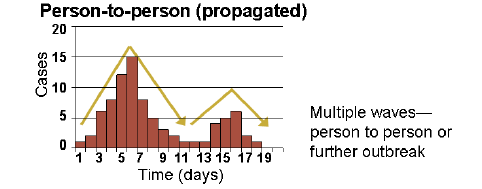 Person-to-person (propagated)
20
15
10
5
0
Cases
1 3 5 7 9 11 13 15 17 19
Time (days)
Multiple waves—
person to person or
further outbreak